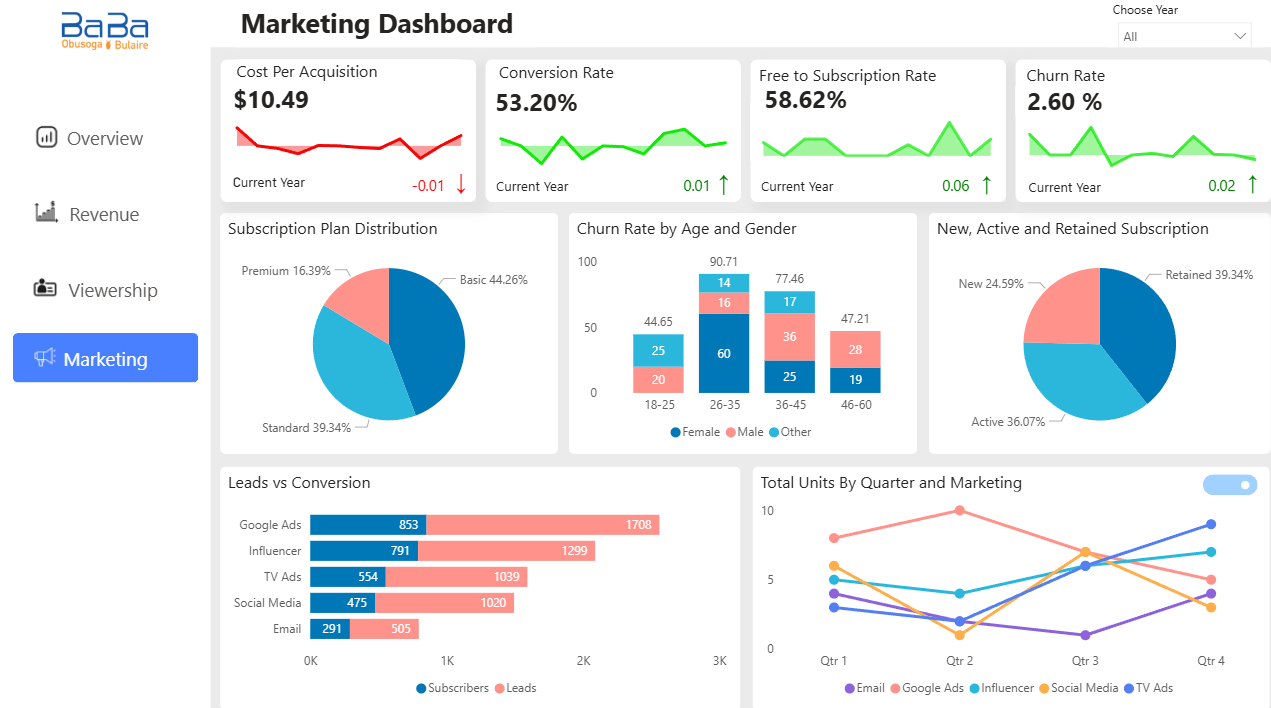 BaBa
Obusoga Bulaire
Marketing Dashboard
Choose Year
All
Overview
Revenue
Viewership
Marketing
Cost Per Acquisition
$10.49
Current Year
-0.01 ↓
Conversion Rate
53.20%
Current Year
0.01 ↑
Free to Subscription Rate
58.62%
Current Year
0.06 ↑
Churn Rate
2.60 %
Current Year
0.02 ↑
Subscription Plan Distribution
Premium 16.39%
Basic 44.26%
Standard 39.34%
Churn Rate by Age and Gender
100
50
0
44.65
25
20
90.71
14
16
60
77.46
17
36
25
47.21
28
19
18-25 26-35 36-45 46-60
Female Male Other
New, Active and Retained Subscription
Retained 39.34%
New 24.59%
Active 36.07%
Leads vs Conversion
Google Ads 853 1708
Influencer 791 1299
TV Ads 554 1039
Social Media 475 1020
Email 291 505
0K 1K 2K 3K
Subscribers Leads
Total Units By Quarter and Marketing
10
5
0
Qtr 1 Qtr 2 Qtr 3 Qtr 4
Email Google Ads Influencer Social Media TV Ads